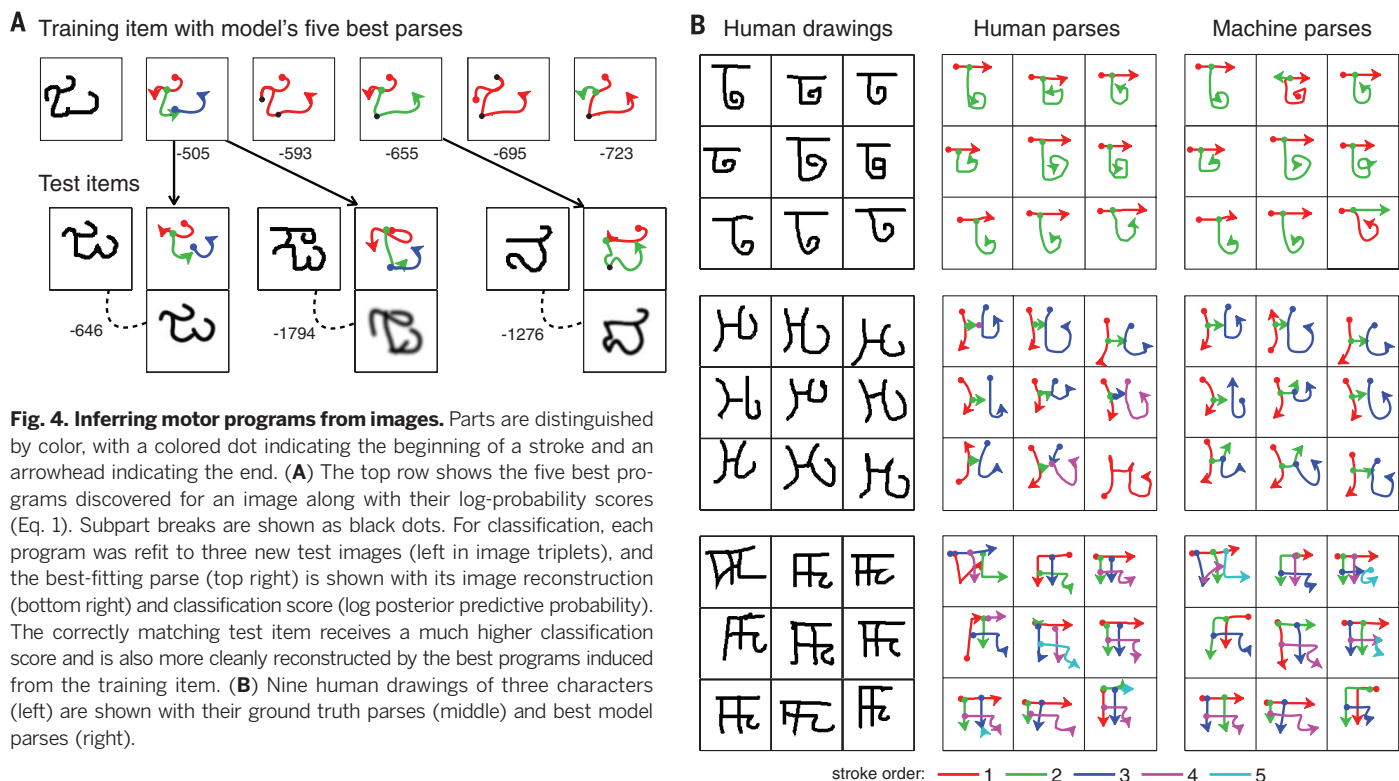 A Training item with model's five best parses
-505
-593
-655
-695
-723
Test items
-646
-1794
-1276
Fig. 4. Inferring motor programs from images. Parts are distinguished
by color, with a colored dot indicating the beginning of a stroke and an
arrowhead indicating the end. (A) The top row shows the five best pro-
grams discovered for an image along with their log-probability scores
(Eq. 1). Subpart breaks are shown as black dots. For classification, each
program was refit to three new test images (left in image triplets), and
the best-fitting parse (top right) is shown with its image reconstruction
(bottom right) and classification score (log posterior predictive probability).
The correctly matching test item receives a much higher classification
score and is also more cleanly reconstructed by the best programs induced
from the training item. (B) Nine human drawings of three characters
(left) are shown with their ground truth parses (middle) and best model
parses (right).
B Human drawings Human parses Machine parses
stroke order: 1 2 3 4 5